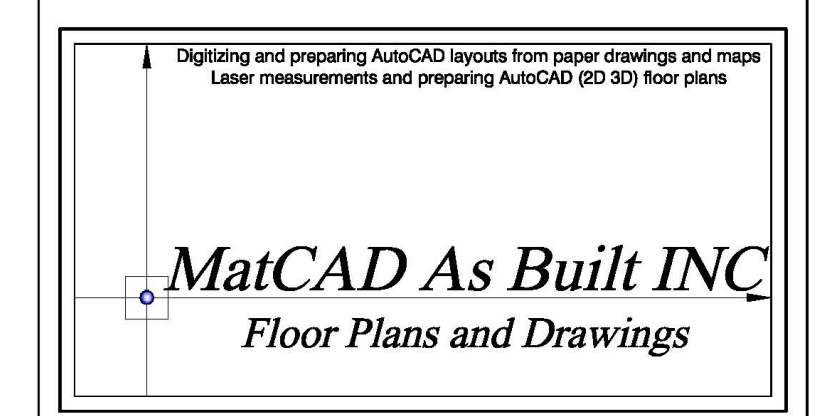 Digitizing and preparing AutoCAD layouts from paper drawings and maps
Laser measurements and preparing AutoCAD (2D 3D) floor plans
MatCAD As Built INC
Floor Plans and Drawings